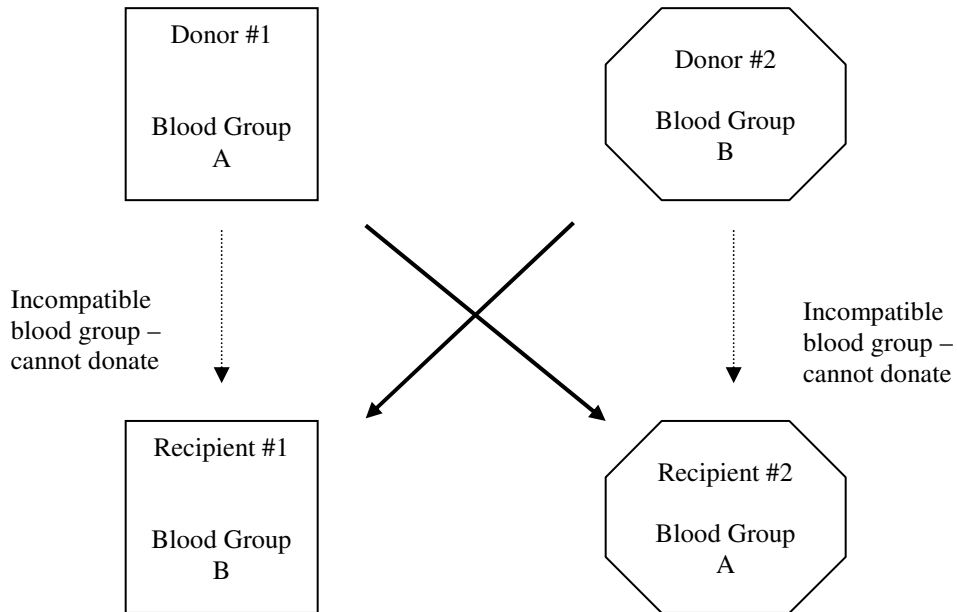 Donor #1
Blood Group
A
Donor #2
Blood Group
B
Incompatible
blood group –
cannot donate
Incompatible
blood group –
cannot donate
Recipient #1
Blood Group
B
Recipient #2
Blood Group
A